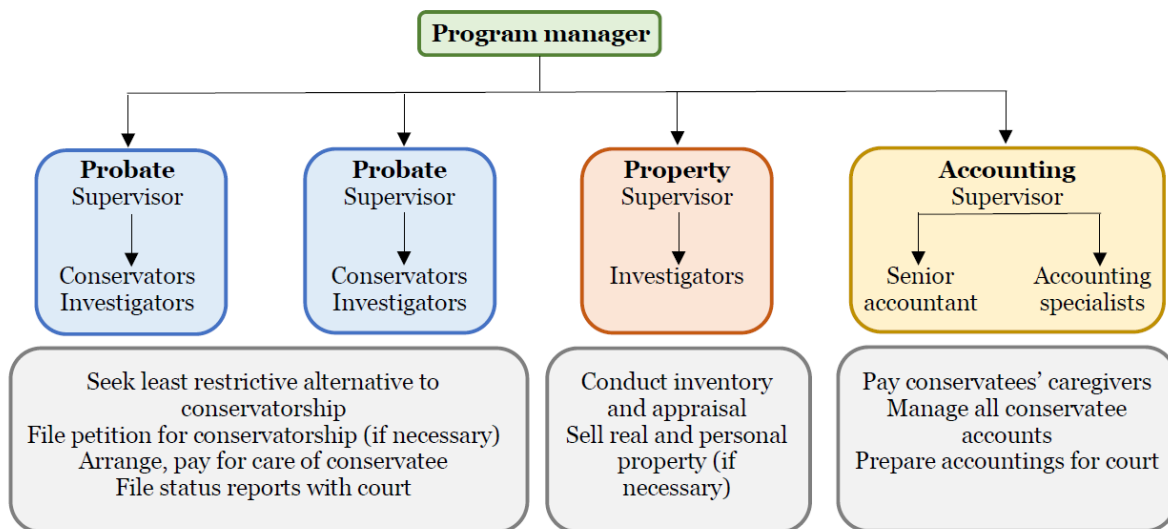 Program manager
Probate
Supervisor
Conservators
Investigators
Probate
Supervisor
Conservators
Investigators
Property
Supervisor
Investigators
Accounting
Supervisor
Senior
accountant
Accounting
specialists
Seek least restrictive alternative to
conservatorship
File petition for conservatorship (if necessary)
Arrange, pay for care of conservatee
File status reports with court
Conduct inventory
and appraisal
Sell real and personal
property (if
necessary)
Pay conservatees’ caregivers
Manage all conservatee
accounts
Prepare accountings for court